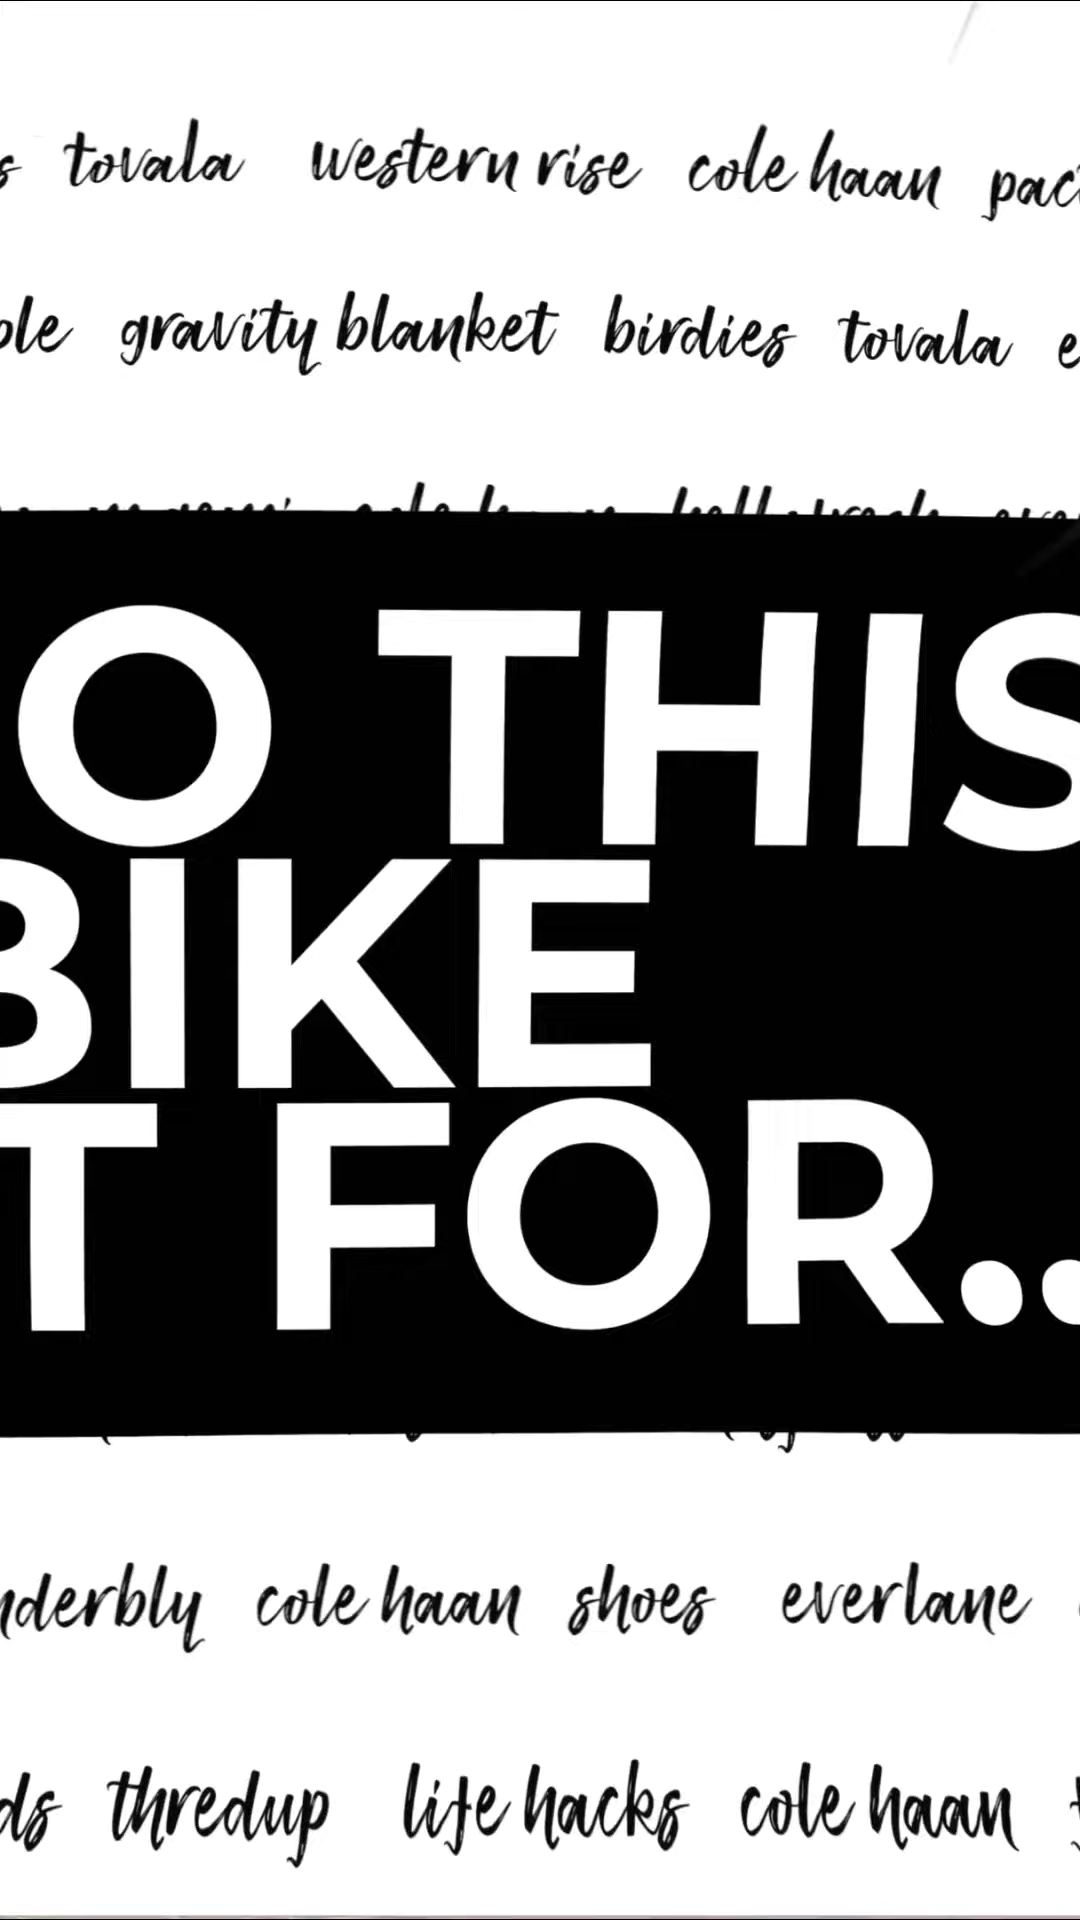 tovala western rise cole haan
gravity blanket birdies tovala
O THIS
BIKE
T FOR..
cole haan shoes everlane
thredup life hacks cole haan